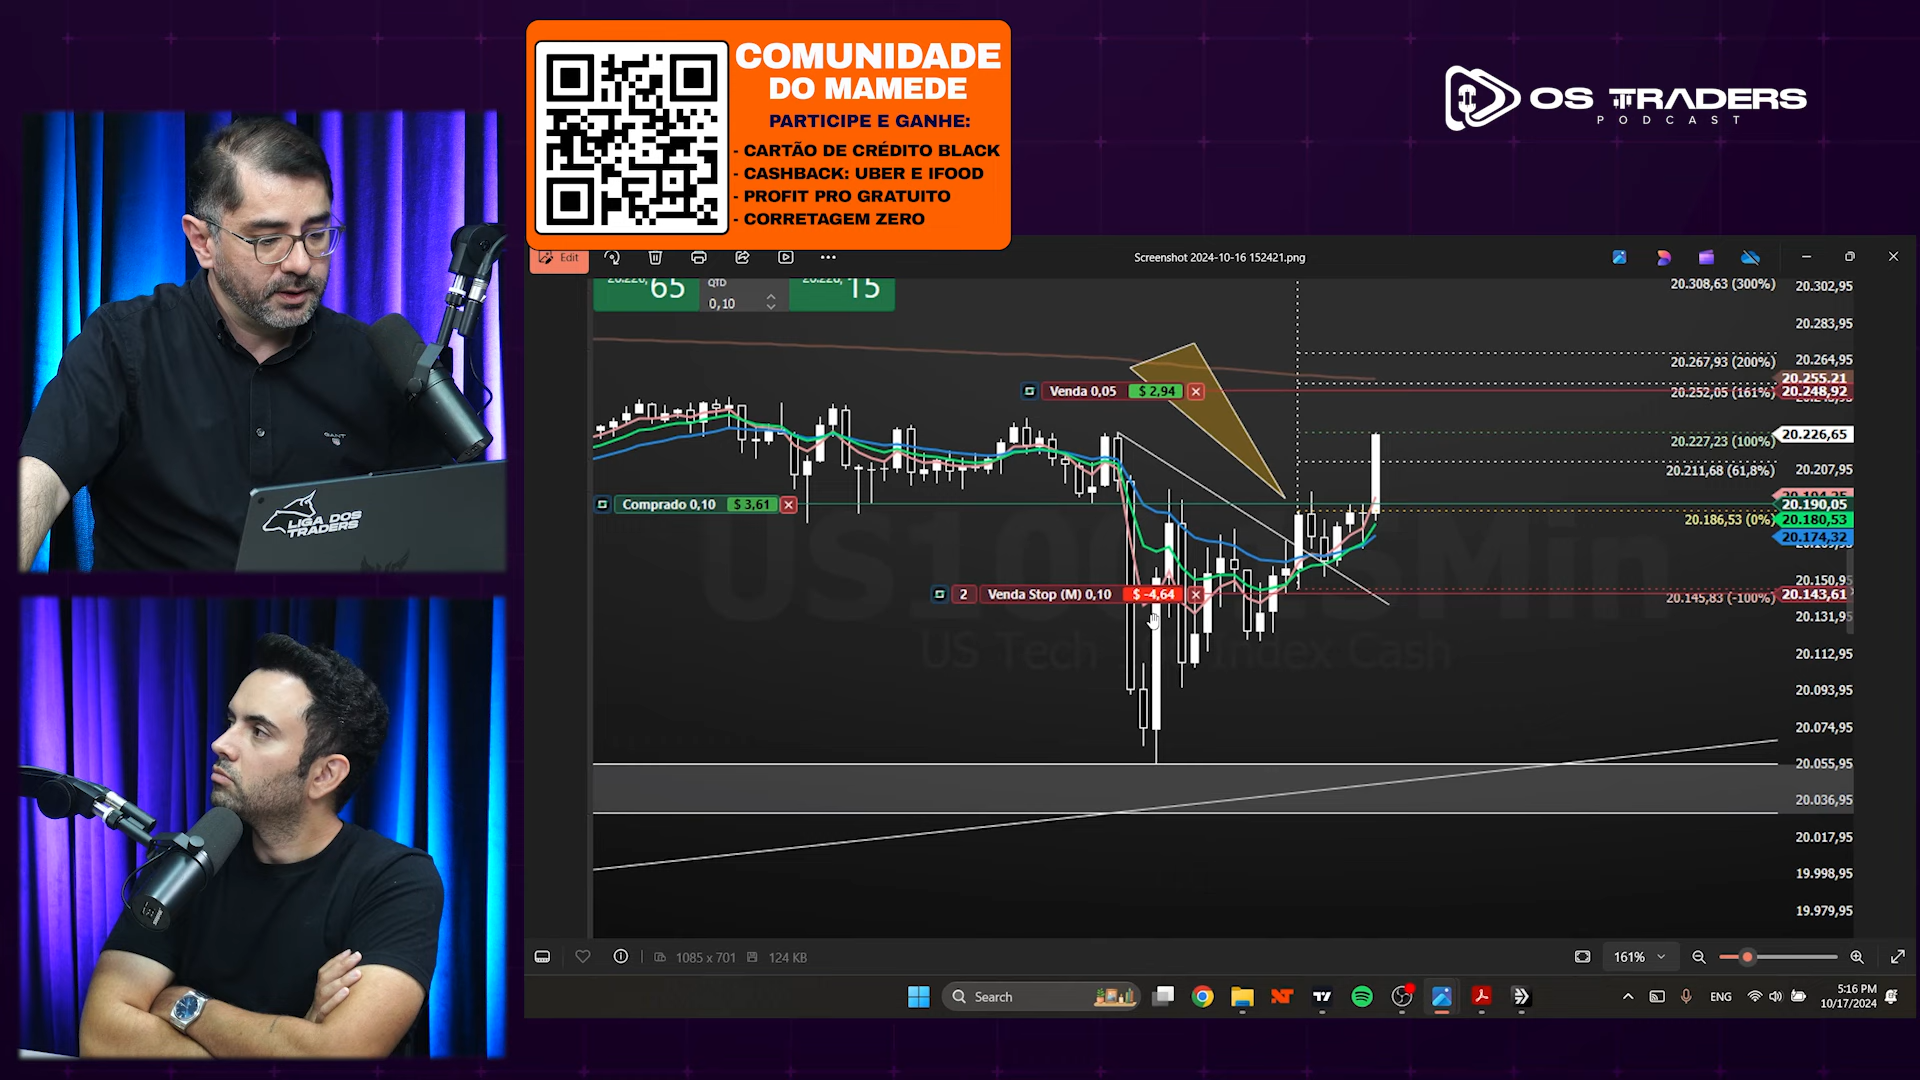 COMUNIDADE
DO MAMEDE
PARTICIPE E GANHE:
- CARTÃO DE CRÉDITO BLACK
- CASHBACK: UBER E IFOOD
- PROFIT PRO GRATUITO
- CORRETAGEM ZERO
OS TRADERS
PODCAST
GANT
LIGA DOS
TRADERS
Edit
Screenshot 2024-10-16 152421.png
65
QTD
0,10
15
20.308,63 (300%)
20.302,95
20.283,95
20.267,93 (200%)
20.264,95
20.255,21
Venda 0,05
$ 2,94
20.252,05 (161%)
20.248,92
20.227,23 (100%)
20.226,65
20.211,68 (61,8%)
20.207,95
Comprado 0,10
$ 3,61
20.190,05
20.186,53 (0%)
20.180,53
20.174,32
20.150,95
2
Venda Stop (M) 0,10
$ -4,64
20.145,83 (-100%)
20.143,61
20.131,95
US Tech
Index Cash
20.112,95
20.093,95
20.074,95
20.055,95
20.036,95
20.017,95
19.998,95
19.979,95
1085 x 701
124 KB
161%
Search
ENG
5:16 PM
10/17/2024